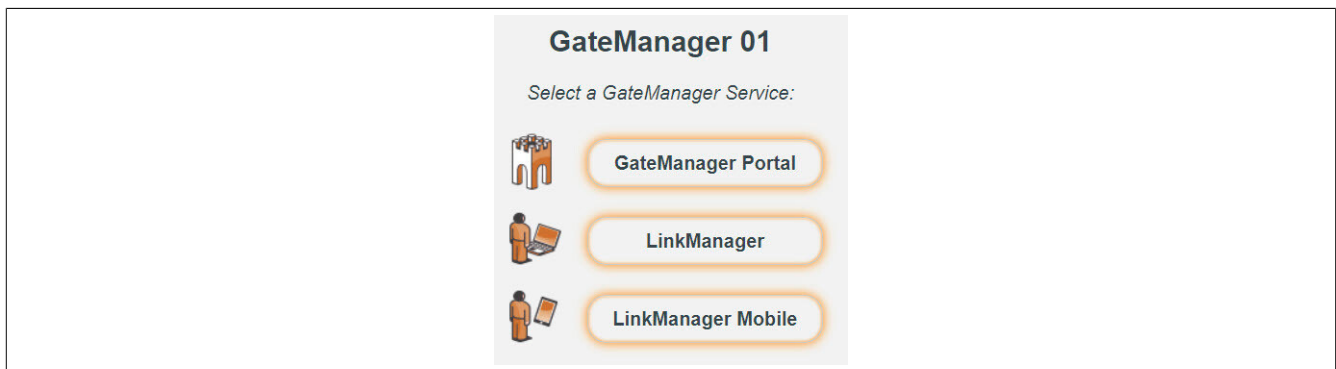 GateManager 01
Select a GateManager Service:
GateManager Portal
LinkManager
LinkManager Mobile